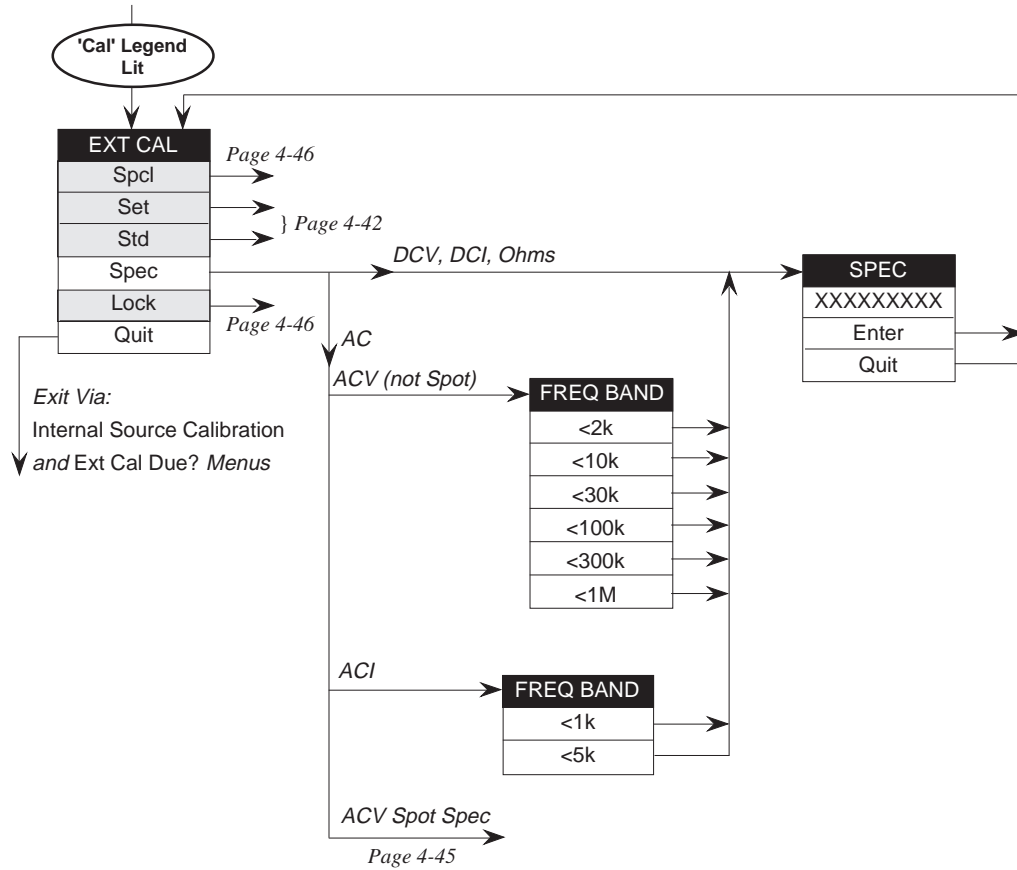 'Cal' Legend
Lit
EXT CAL
Spcl
Page 4-46
Set
Std
} Page 4-42
Spec
DCV, DCI, Ohms
Lock
Page 4-46
Quit
Exit Via:
Internal Source Calibration
and Ext Cal Due? Menus
SPEC
XXXXXXXXX
Enter
Quit
AC
ACV (not Spot)
FREQ BAND
<2k
<10k
<30k
<100k
<300k
<1M
ACI
FREQ BAND
<1k
<5k
ACV Spot Spec
Page 4-45